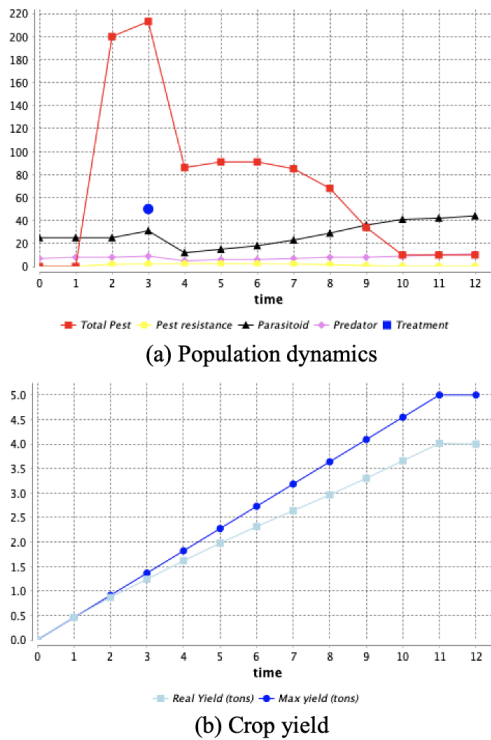 220
200
180
160
140
120
100
80
60
40
20
0
0 1 2 3 4 5 6 7 8 9 10 11 12
time
Total Pest Pest resistance Parasitoid Predator Treatment
(a) Population dynamics
5.0
4.5
4.0
3.5
3.0
2.5
2.0
1.5
1.0
0.5
0.0
0 1 2 3 4 5 6 7 8 9 10 11 12
time
Real Yield (tons) Max yield (tons)
(b) Crop yield